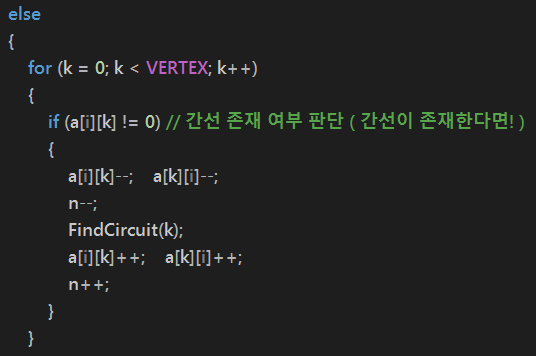 else
{
for (k = 0; k < VERTEX; k++)
{
if (a[i][k] != 0) // 간선 존재 여부 판단 ( 간선이 존재한다면! )
{
a[i][k]--; a[k][i]--;
n--;
FindCircuit(k);
a[i][k]++; a[k][i]++;
n++;
}
}